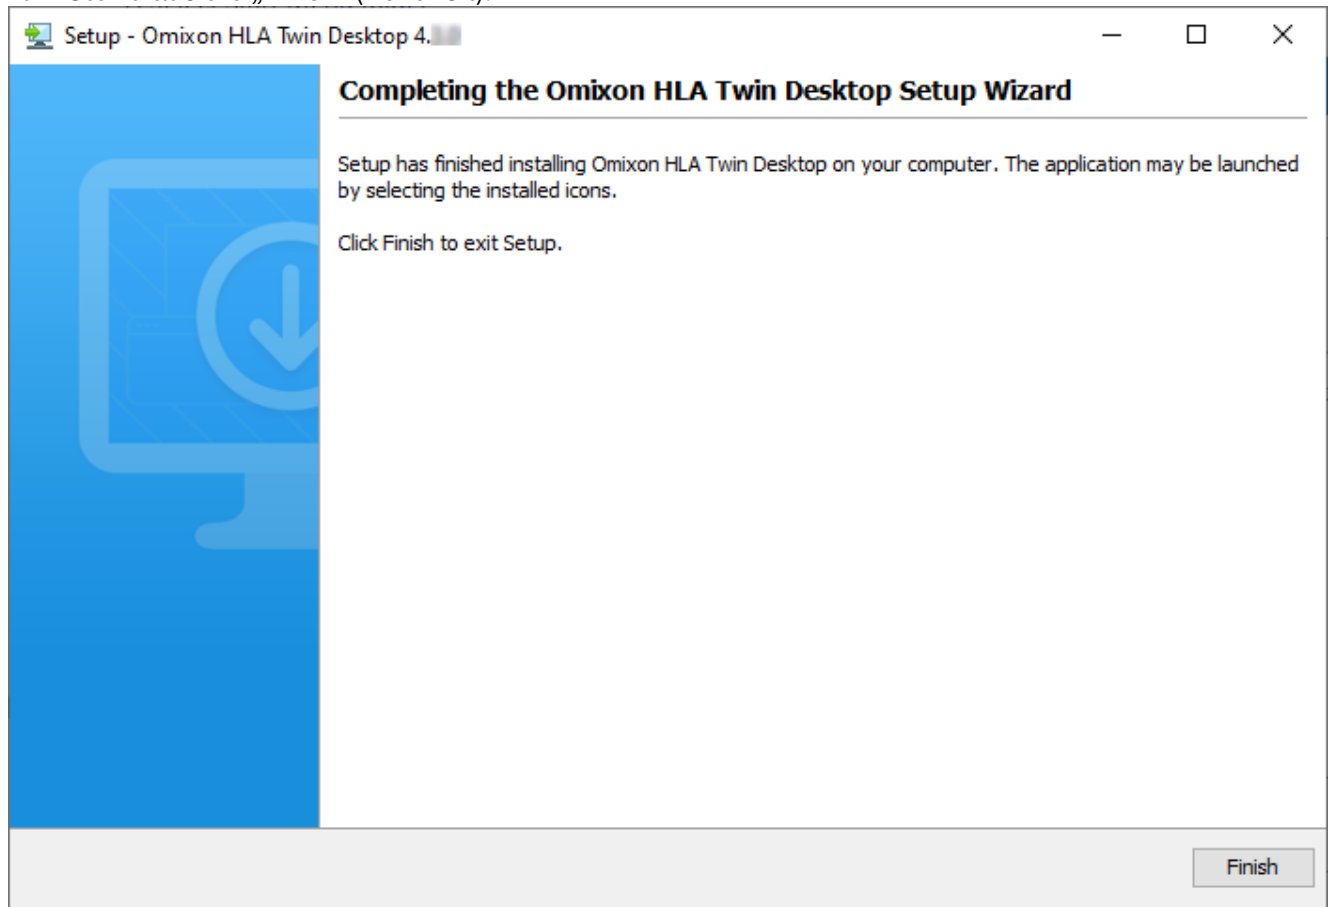 Setup - Omixon HLA Twin Desktop 4.
Completing the Omixon HLA Twin Desktop Setup Wizard
Setup has finished installing Omixon HLA Twin Desktop on your computer. The application may be launched
by selecting the installed icons.
Click Finish to exit Setup.
Finish